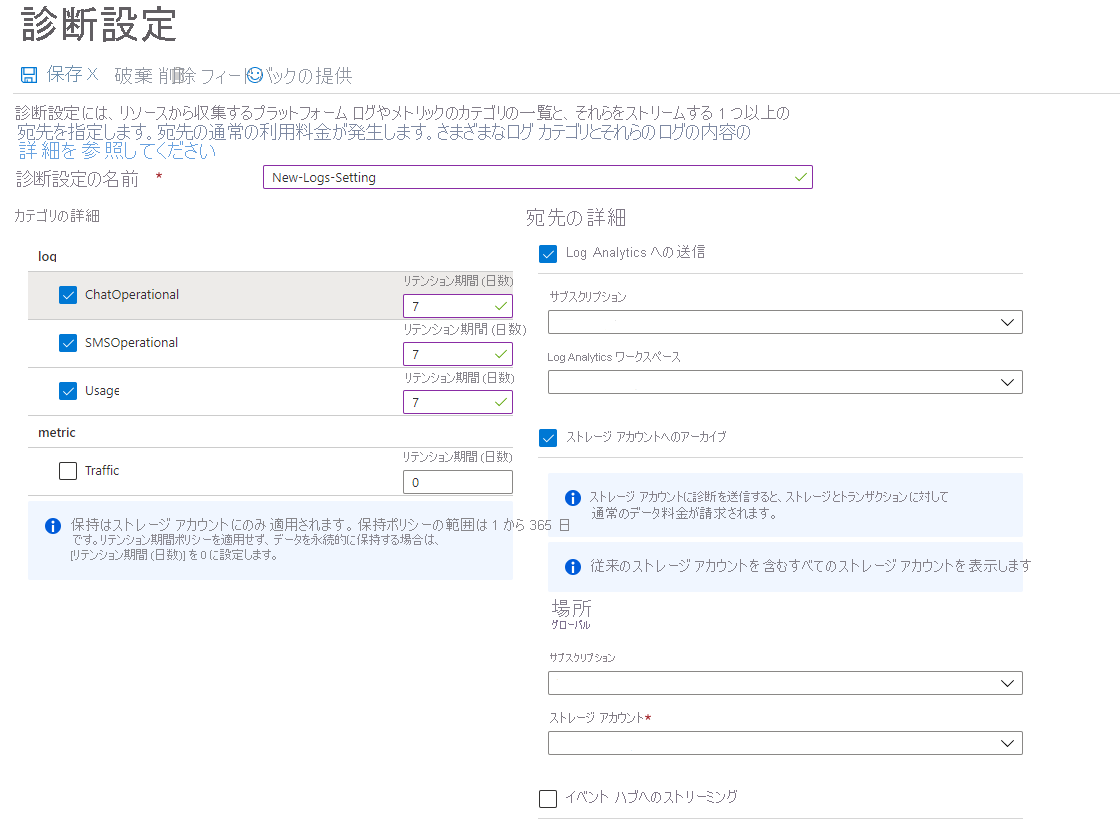 診断設定
保存 X 破棄 削除 フィードバックの提供
診断設定には、リソースから収集するプラットフォーム ログやメトリックのカテゴリの一覧と、それらをストリームする 1 つ以上の
宛先を指定します。宛先の通常の利用料金が発生します。さまざまなログ カテゴリとそれらのログの内容の
詳細を参照してください
診断設定の名前 *
New-Logs-Setting
カテゴリの詳細
log
リテンション期間 (日数)
ChatOperational
7
リテンション期間 (日数)
SMSOperational
7
リテンション期間 (日数)
Usage
7
metric
リテンション期間 (日数)
Traffic
0
保持はストレージ アカウントにのみ適用されます。保持ポリシーの範囲は 1 から 365 日
です。リテンション期間ポリシーを適用せず、データを永続的に保持する場合は、
[リテンション期間 (日数)] を 0 に設定します。
宛先の詳細
Log Analytics への送信
サブスクリプション
Log Analytics ワークスペース
ストレージ アカウントへのアーカイブ
ストレージ アカウントに診断を送信すると、ストレージとトランザクションに対して
通常のデータ料金が請求されます。
従来のストレージ アカウントを含むすべてのストレージ アカウントを表示します
場所
グローバル
サブスクリプション
ストレージ アカウント*
イベント ハブへのストリーミング